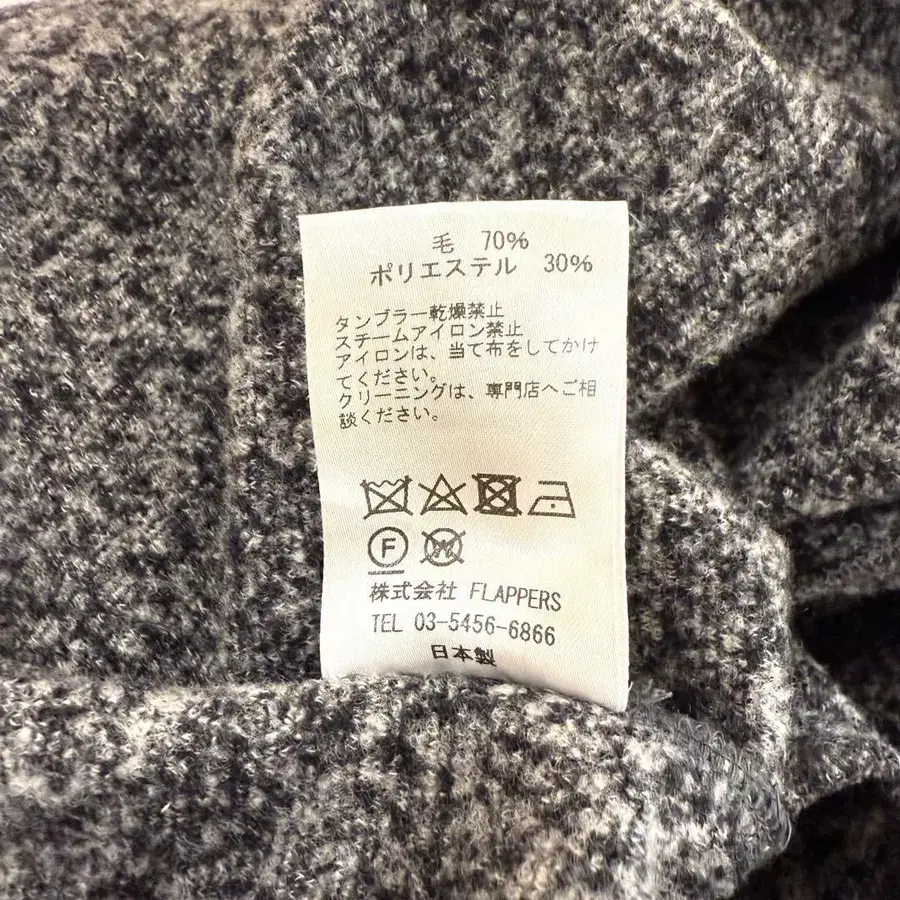 毛 70%
ポリエステル 30%
タンブラー乾燥禁止
スチームアイロン禁止
アイロンは、当て布をしてかけ
てください。
クリーニングは、専門店へご相
談ください。
F W
株式会社 FLAPPERS
TEL 03-5456-6866
日本製